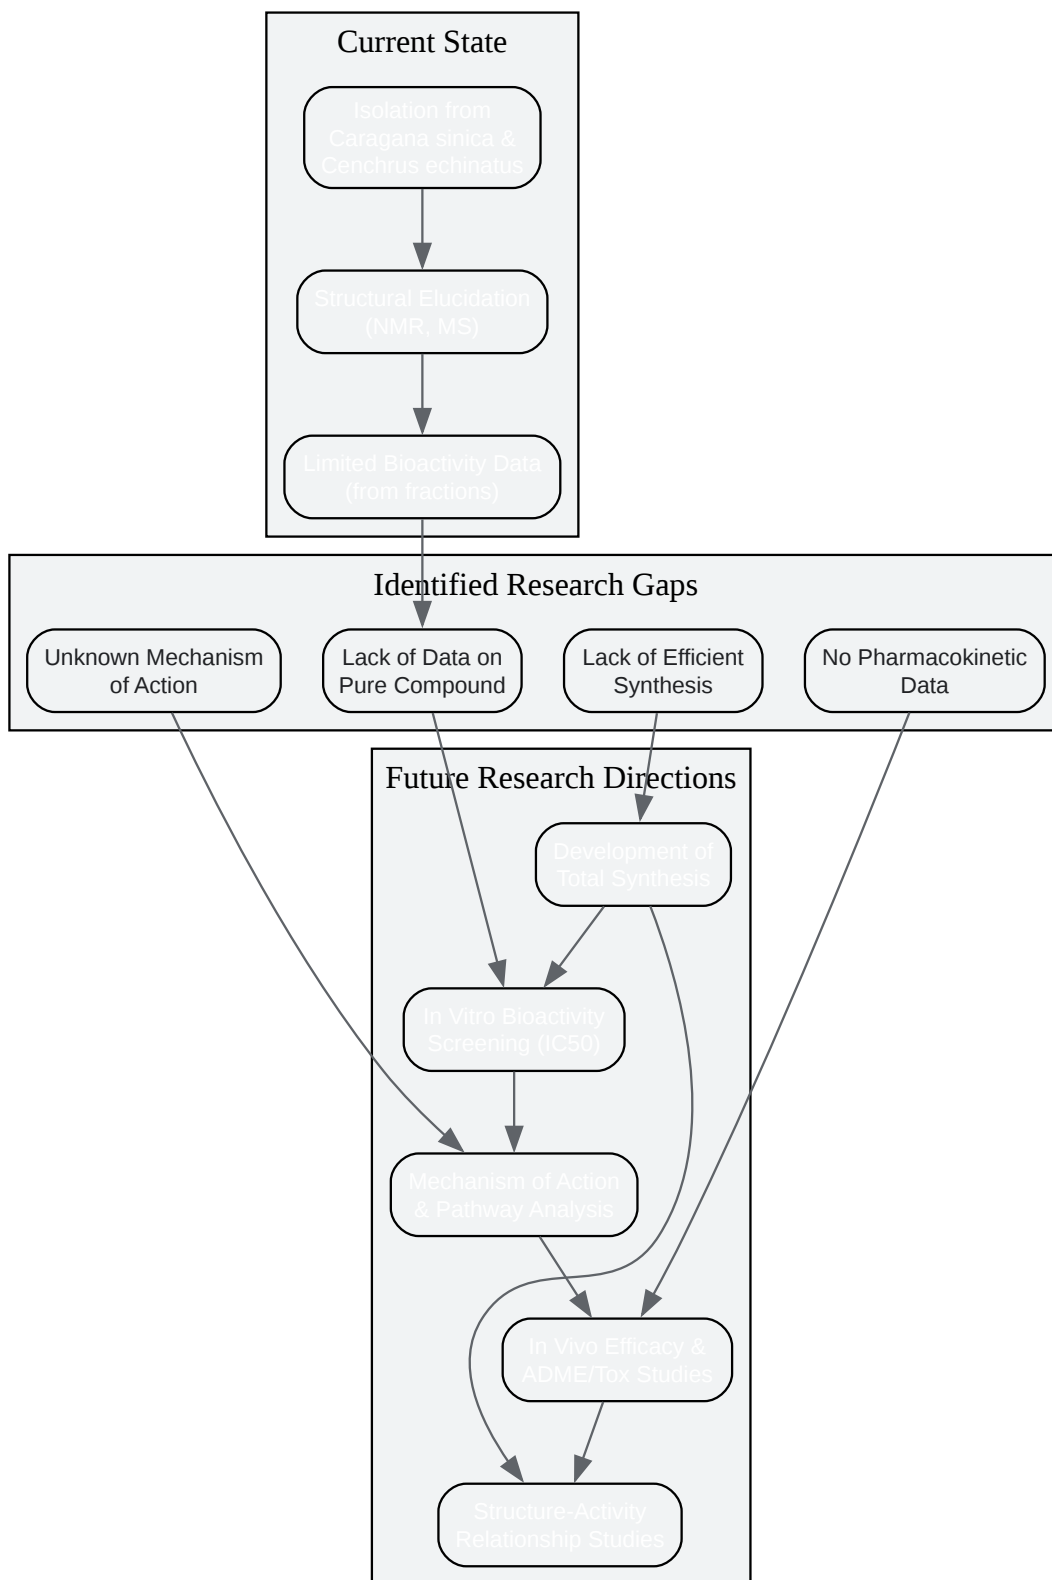 Current State
Isolation from
Caragana sinica &
Cenchrus echinatus
Structural Elucidation
(NMR, MS)
Limited Bioactivity Data
(from fractions)
Identified Research Gaps
Unknown Mechanism
of Action
Lack of Data on
Pure Compound
Lack of Efficient
Synthesis
No Pharmacokinetic
Data
Future Research Directions
Development of
Total Synthesis
In Vitro Bioactivity
Screening (IC50)
Mechanism of Action
& Pathway Analysis
In Vivo Efficacy &
ADME/Tox Studies
Structure-Activity
Relationship Studies